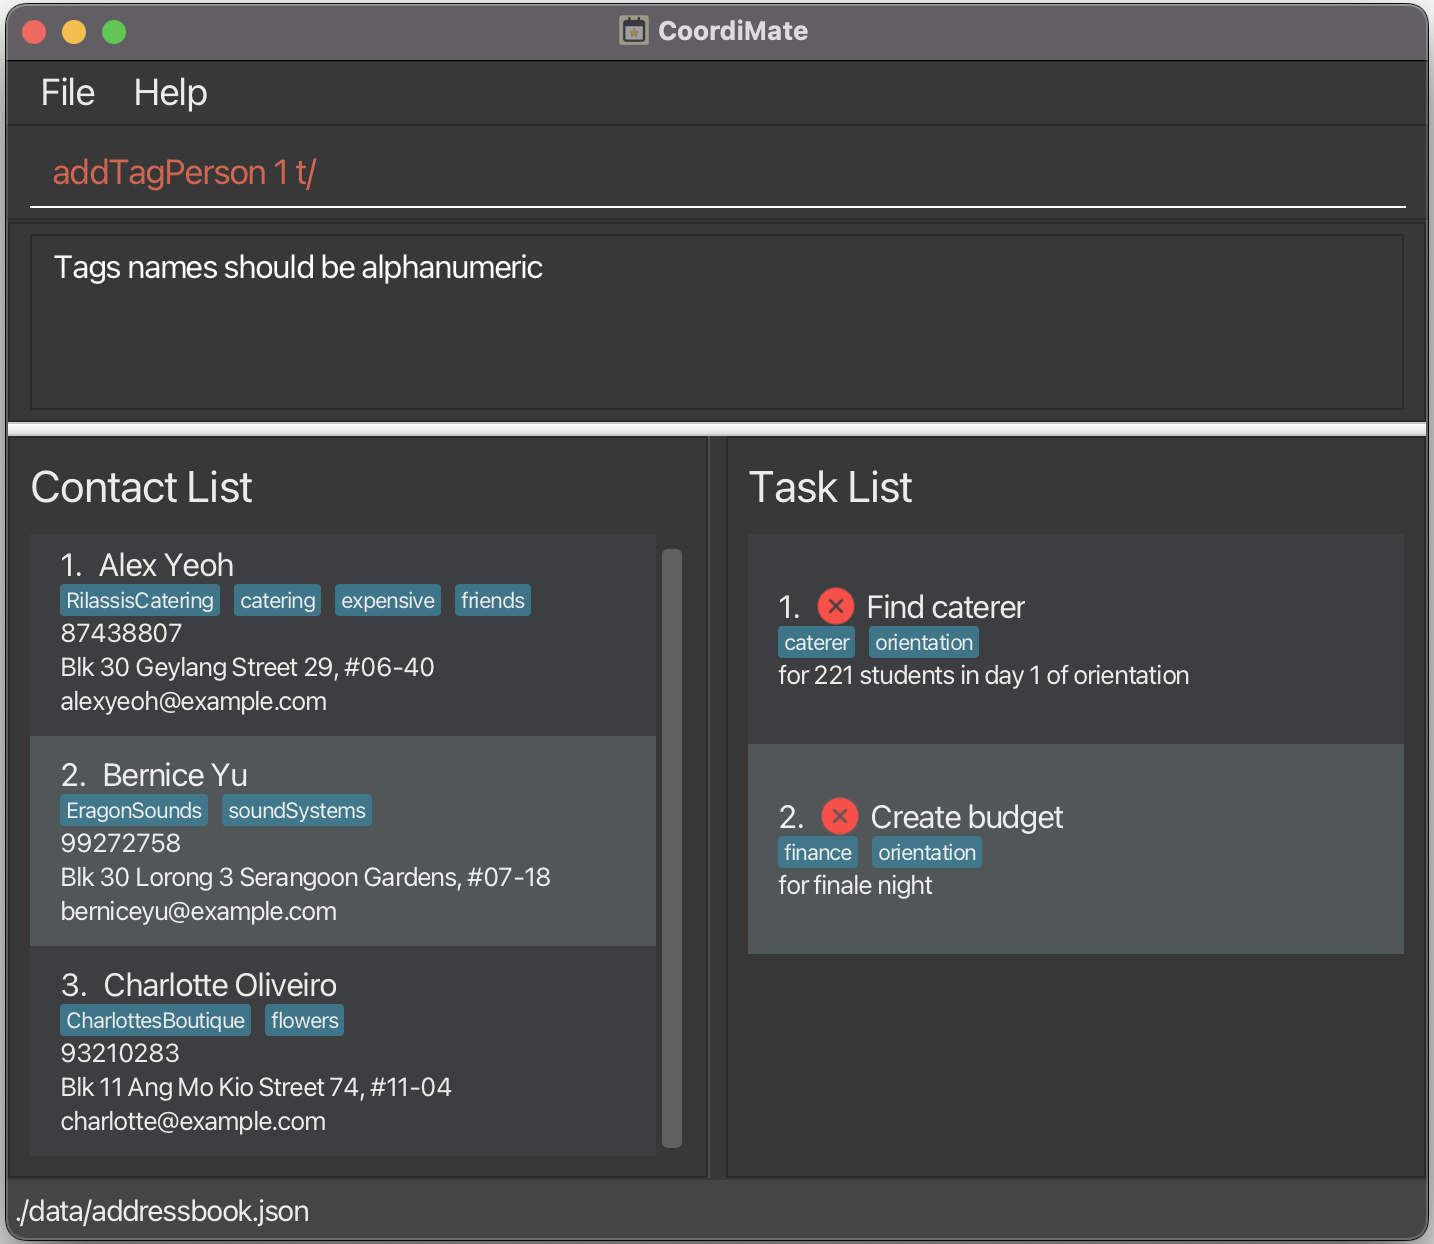 CoordiMate
File Help
addTagPerson 1 t/
Tags names should be alphanumeric
Contact List
1. Alex Yeoh
RilassisCatering catering expensive friends
87438807
Blk 30 Geylang Street 29, #06-40
alexyeoh@example.com
2. Bernice Yu
EragonSounds soundSystems
99272758
Blk 30 Lorong 3 Serangoon Gardens, #07-18
berniceyu@example.com
3. Charlotte Oliveiro
CharlottesBoutique flowers
93210283
Blk 11 Ang Mo Kio Street 74, #11-04
charlotte@example.com
Task List
1. Find caterer
caterer orientation
for 221 students in day 1 of orientation
2. Create budget
finance orientation
for finale night
./data/addressbook.json